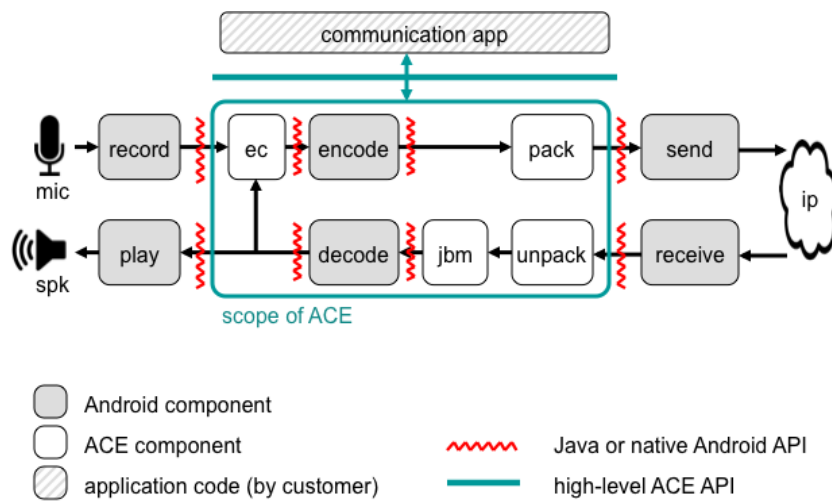 communication app
record
ec
encode
pack
send
mic
ip
play
decode
jbm
unpack
receive
spk
scope of ACE
Android component
ACE component
Java or native Android API
application code (by customer)
high-level ACE API